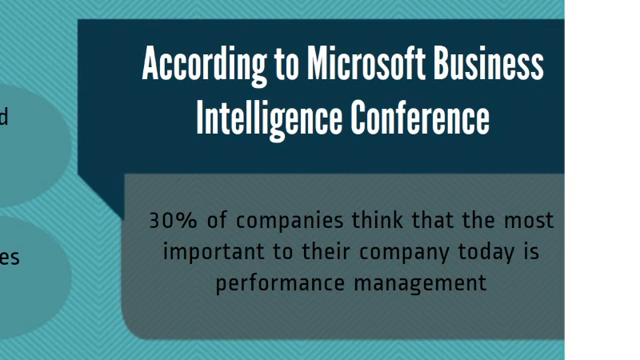 According to Microsoft Business
Intelligence Conference
30% of companies think that the most
important to their company today is
performance management